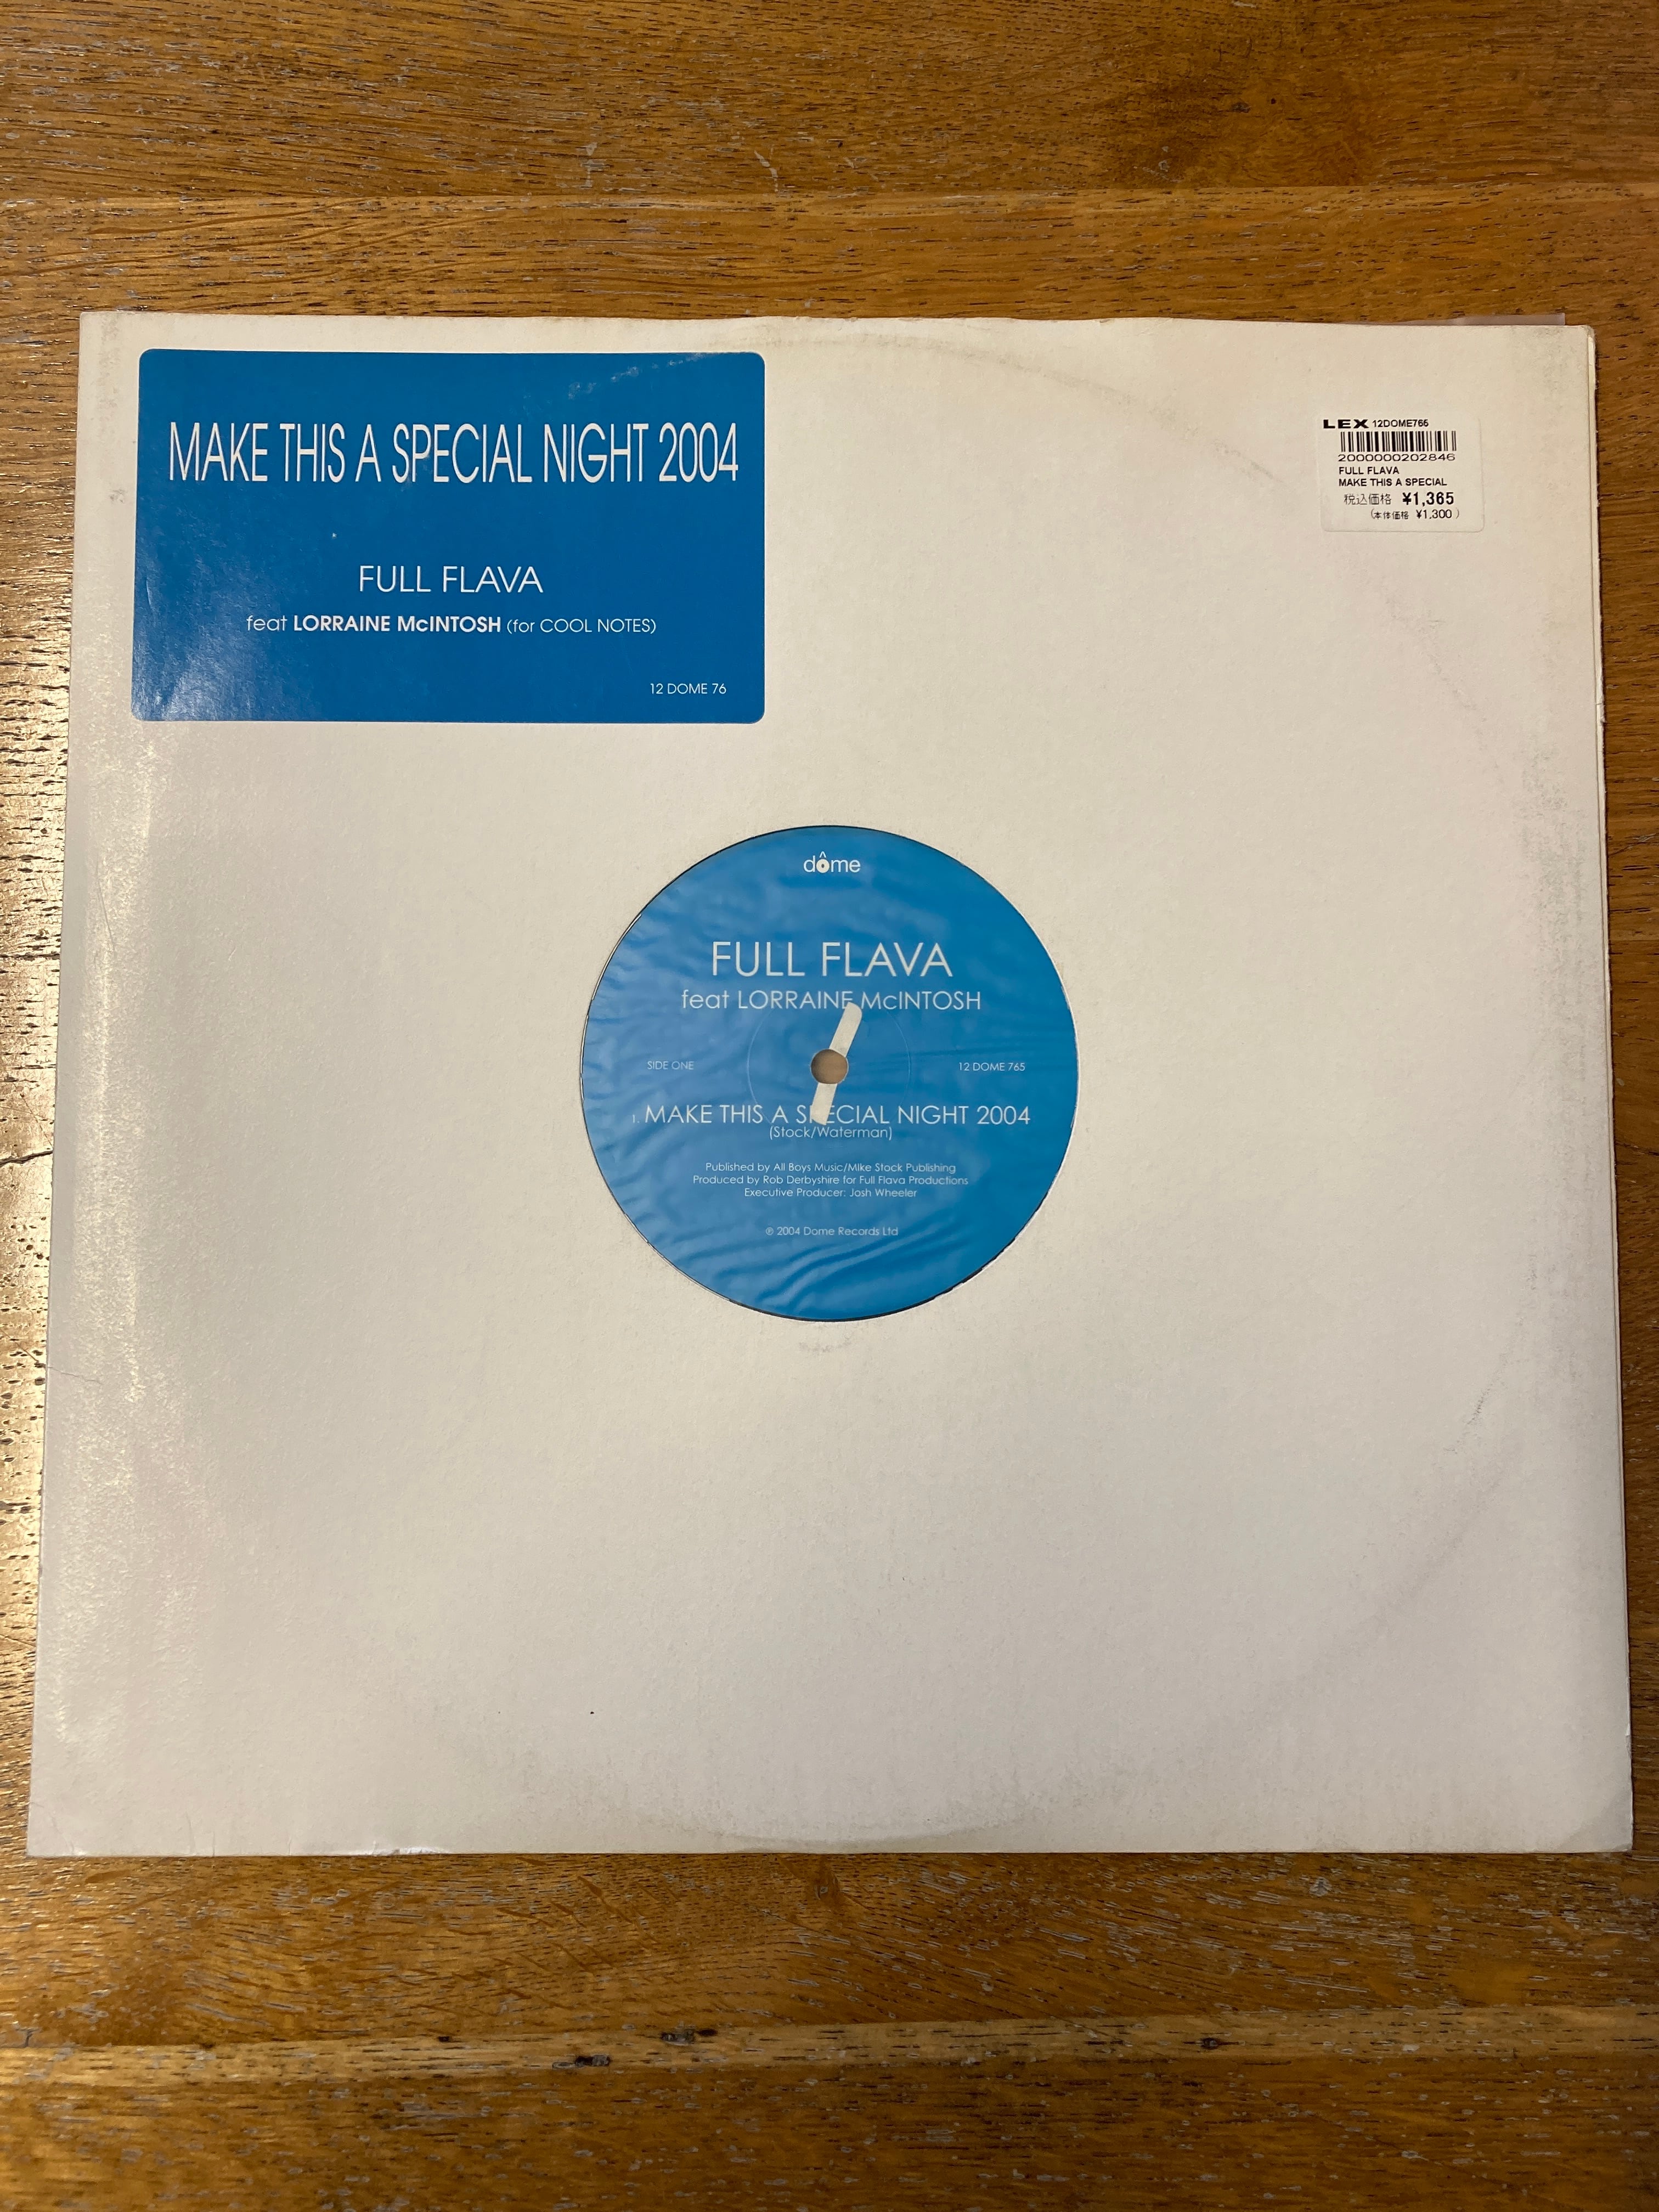 MAKE THIS A SPECIAL NIGHT 2004
FULL FLAVA
feat LORRAINE McINTOSH (for COOL NOTES)
12 DOME 76
LEX 12DOME765
2000000202846
FULL FLAVA
MAKE THIS A SPECIAL
税込価格 ¥1,365
(本体価格 ¥1,300)
dôme
FULL FLAVA
feat LORRAINE McINTOSH
SIDE ONE
12 DOME 765
1. MAKE THIS A SPECIAL NIGHT 2004
(Stock/Waterman)
Published by All Boys Music/Mike Stock Publishing
Produced by Rob Derbyshire for Full Flava Productions
Executive Producer: Josh Wheeler
℗ 2004 Dome Records Ltd